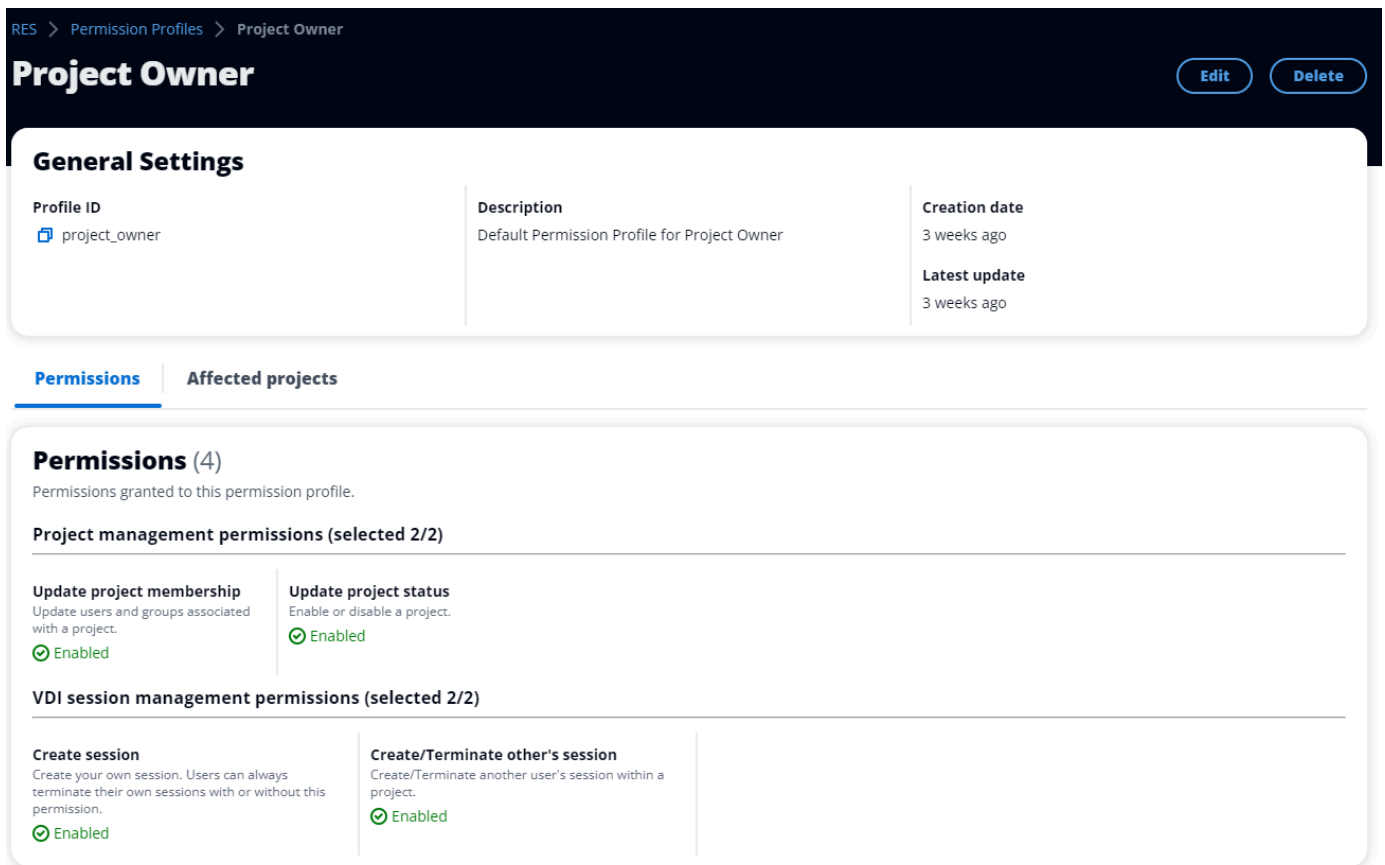 RES > Permission Profiles > Project Owner
Project Owner
Edit
Delete
General Settings
Profile ID
project_owner
Description
Default Permission Profile for Project Owner
Creation date
3 weeks ago
Latest update
3 weeks ago
Permissions
Affected projects
Permissions (4)
Permissions granted to this permission profile.
Project management permissions (selected 2/2)
Update project membership
Update users and groups associated
with a project.
Enabled
Update project status
Enable or disable a project.
Enabled
VDI session management permissions (selected 2/2)
Create session
Create your own session. Users can always
terminate their own sessions with or without this
permission.
Enabled
Create/Terminate other's session
Create/Terminate another user's session within a
project.
Enabled